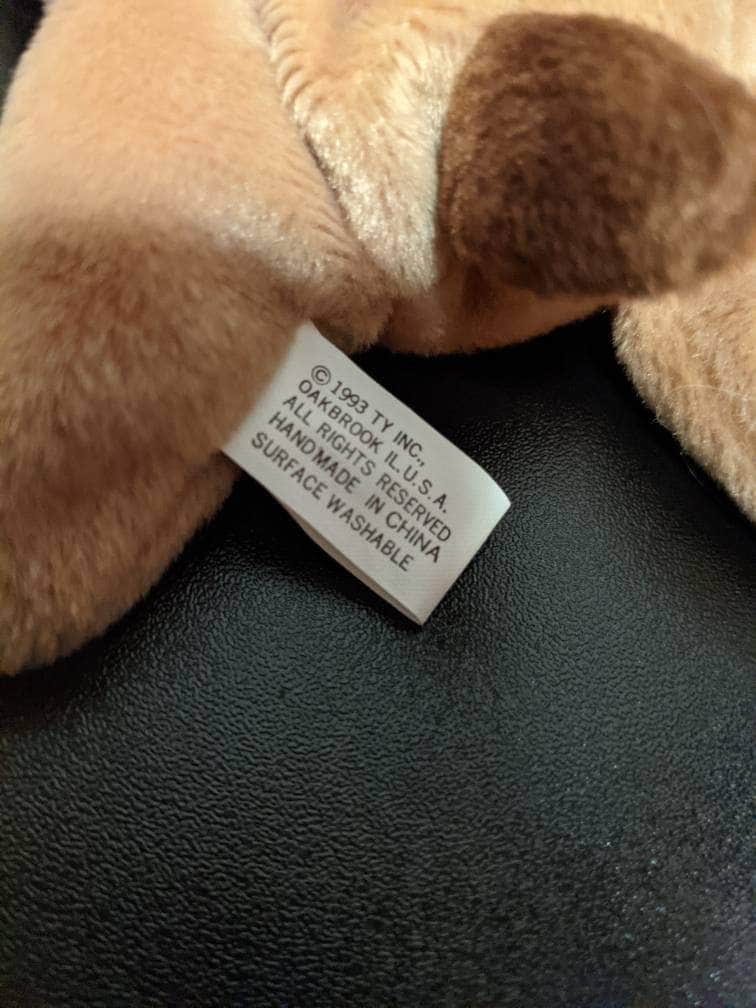 © 1993 TY INC.,
OAKBROOK IL. U.S.A.
ALL RIGHTS RESERVED
HANDMADE IN CHINA
SURFACE WASHABLE